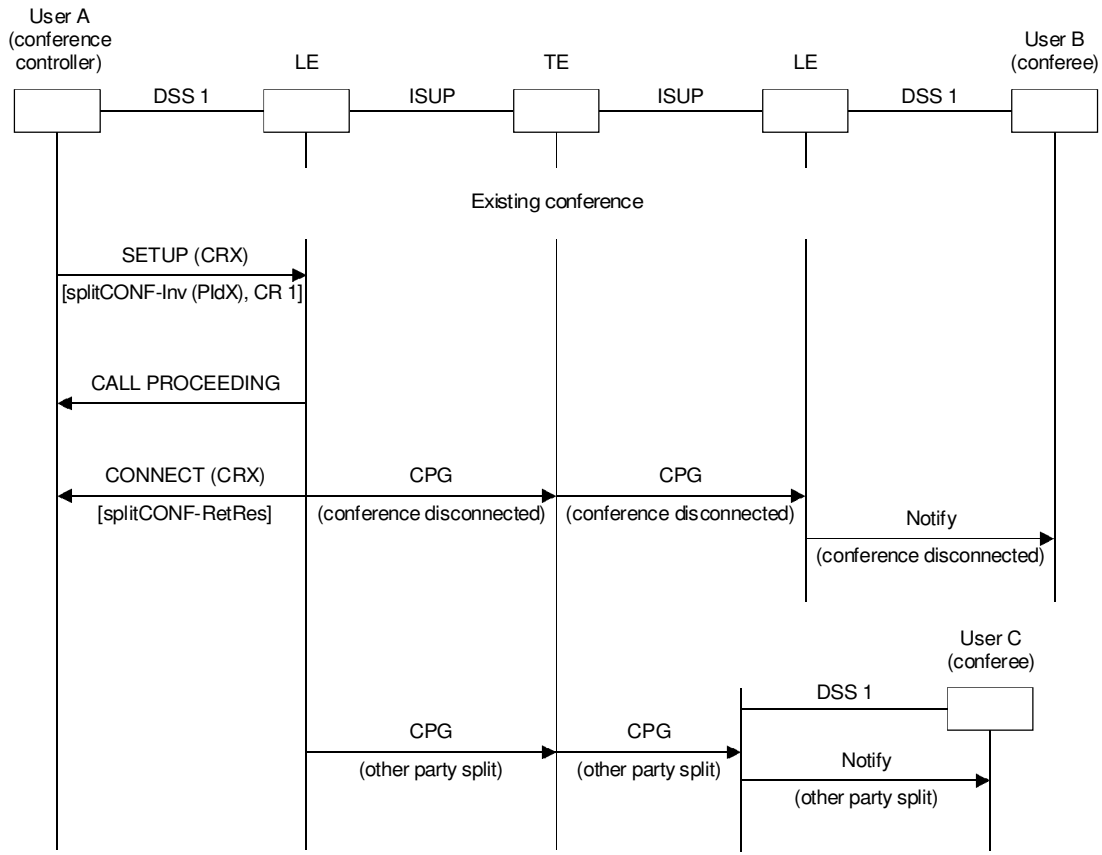 User A
(conference
controller)
LE
TE
LE
User B
(conferee)
DSS 1
ISUP
ISUP
DSS 1
Existing conference
SETUP (CRX)
[splitCONF-Inv (PIdX), CR 1]
CALL PROCEEDING
CONNECT (CRX)
[splitCONF-RetRes]
CPG
(conference disconnected)
CPG
(conference disconnected)
Notify
(conference disconnected)
User C
(conferee)
DSS 1
CPG
(other party split)
CPG
(other party split)
Notify
(other party split)